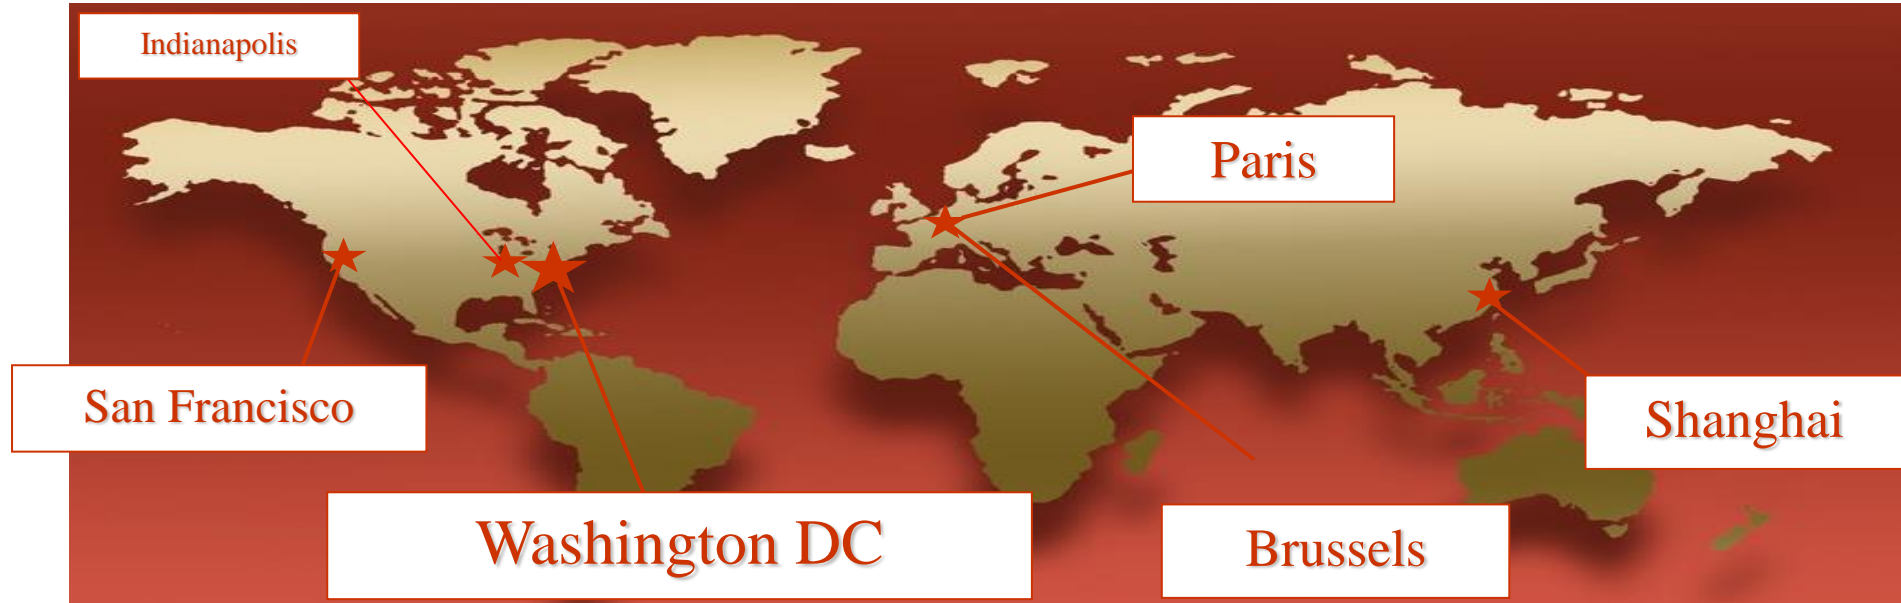 Indianapolis
Paris
San Francisco
Shanghai
Washington DC
Brussels